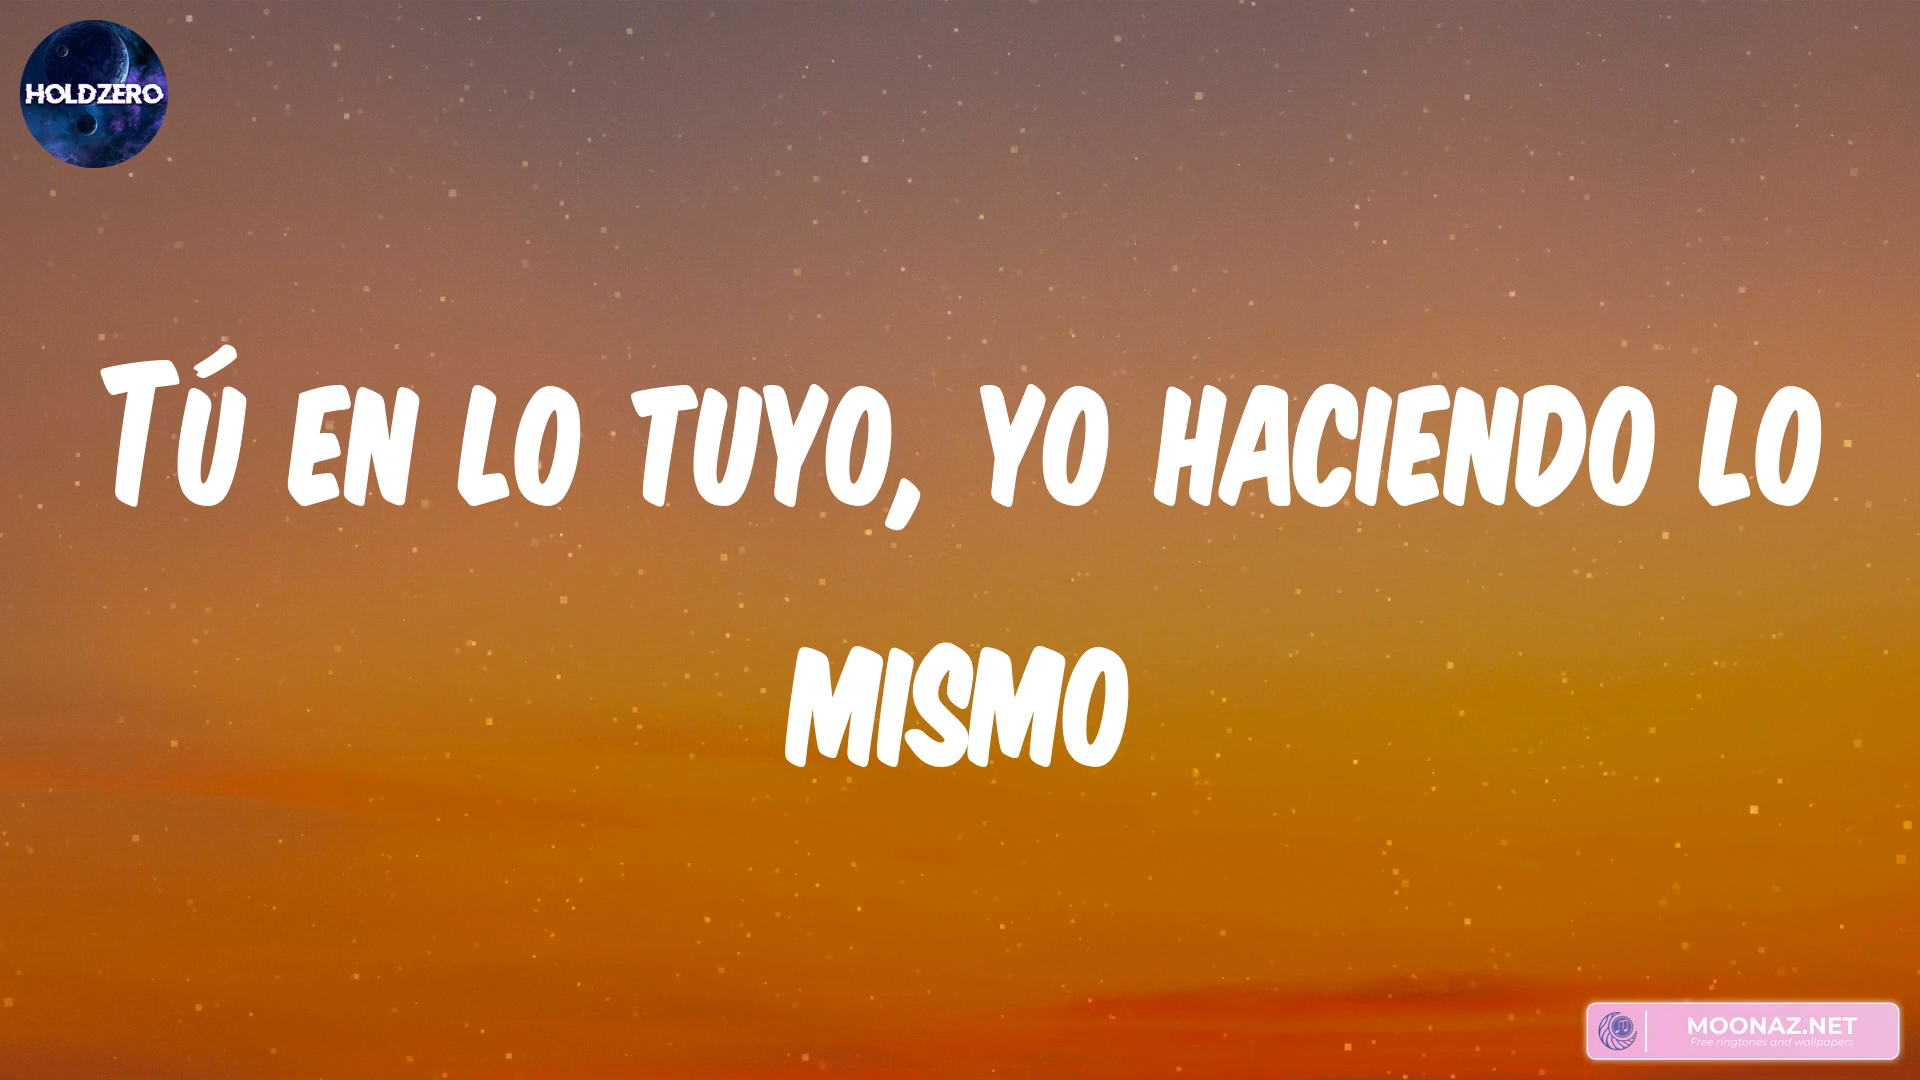 HOLDZERO
Tú en lo tuyo, yo haciendo lo
mismo
MOONAZ.NET
Free ringtones and wallpapers